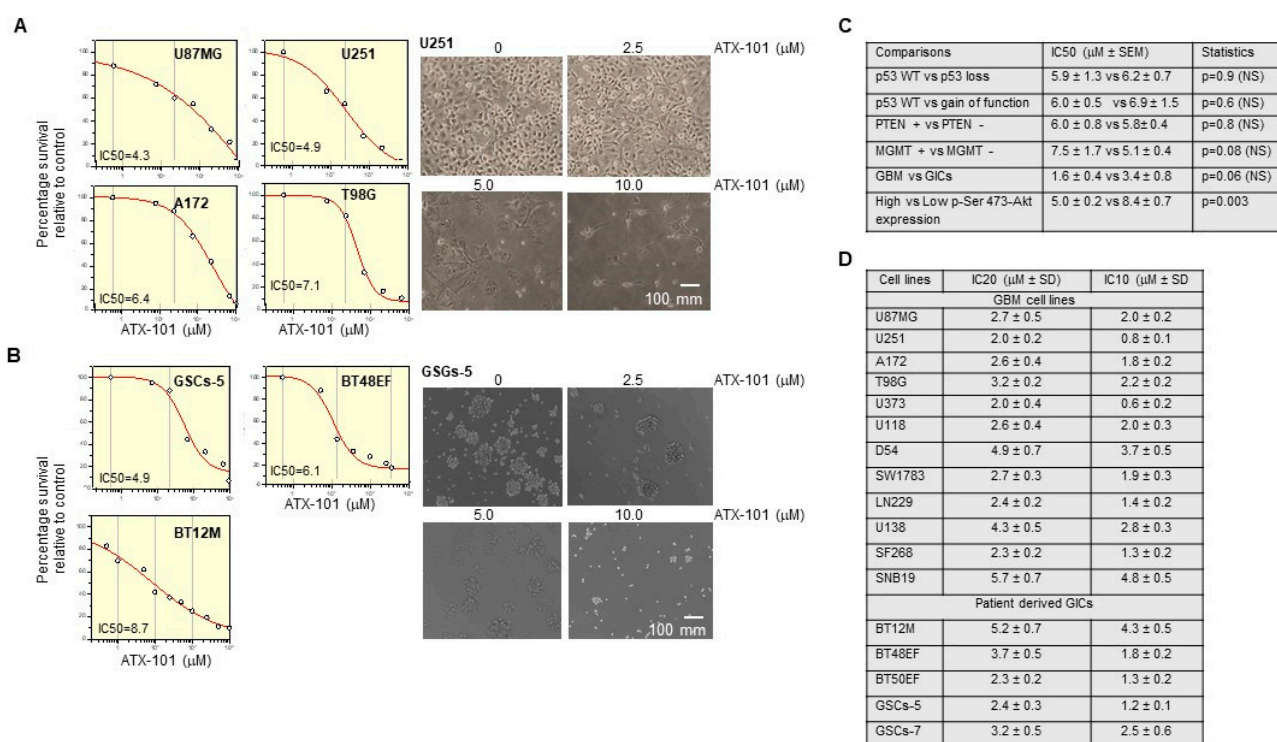 A
U87MG
IC50=4.3
U251
IC50=4.9
A172
IC50=6.4
T98G
IC50=7.1
Percentage survival
relative to control
ATX-101 (µM)
ATX-101 (µM)
U251
0
2.5
ATX-101 (µM)
5.0
10.0
ATX-101 (µM)
100 mm
B
GSCs-5
IC50=4.9
BT48EF
IC50=6.1
ATX-101 (µM)
BT12M
IC50=8.7
Percentage survival
relative to control
ATX-101 (µM)
GSGs-5
0
2.5
ATX-101 (µM)
5.0
10.0
ATX-101 (µM)
100 mm
C
Comparisons IC50 (µM ± SEM) Statistics
p53 WT vs p53 loss 5.9 ± 1.3 vs 6.2 ± 0.7 p=0.9 (NS)
p53 WT vs gain of function 6.0 ± 0.5 vs 6.9 ± 1.5 p=0.6 (NS)
PTEN + vs PTEN - 6.0 ± 0.8 vs 5.8± 0.4 p=0.8 (NS)
MGMT + vs MGMT - 7.5 ± 1.7 vs 5.1 ± 0.4 p=0.08 (NS)
GBM vs GICs 1.6 ± 0.4 vs 3.4 ± 0.8 p=0.06 (NS)
High vs Low p-Ser 473-Akt 5.0 ± 0.2 vs 8.4 ± 0.7 p=0.003
expression
D
Cell lines IC20 (µM ± SD) IC10 (µM ± SD
GBM cell lines
U87MG 2.7 ± 0.5 2.0 ± 0.2
U251 2.0 ± 0.2 0.8 ± 0.1
A172 2.6 ± 0.4 1.8 ± 0.2
T98G 3.2 ± 0.2 2.2 ± 0.2
U373 2.0 ± 0.4 0.6 ± 0.2
U118 2.6 ± 0.4 2.0 ± 0.3
D54 4.9 ± 0.7 3.7 ± 0.5
SW1783 2.7 ± 0.3 1.9 ± 0.3
LN229 2.4 ± 0.2 1.4 ± 0.2
U138 4.3 ± 0.5 2.8 ± 0.3
SF268 2.3 ± 0.2 1.3 ± 0.2
SNB19 5.7 ± 0.7 4.8 ± 0.5
Patient derived GICs
BT12M 5.2 ± 0.7 4.3 ± 0.5
BT48EF 3.7 ± 0.5 1.8 ± 0.2
BT50EF 2.3 ± 0.2 1.3 ± 0.2
GSCs-5 2.4 ± 0.3 1.2 ± 0.1
GSCs-7 3.2 ± 0.5 2.5 ± 0.6